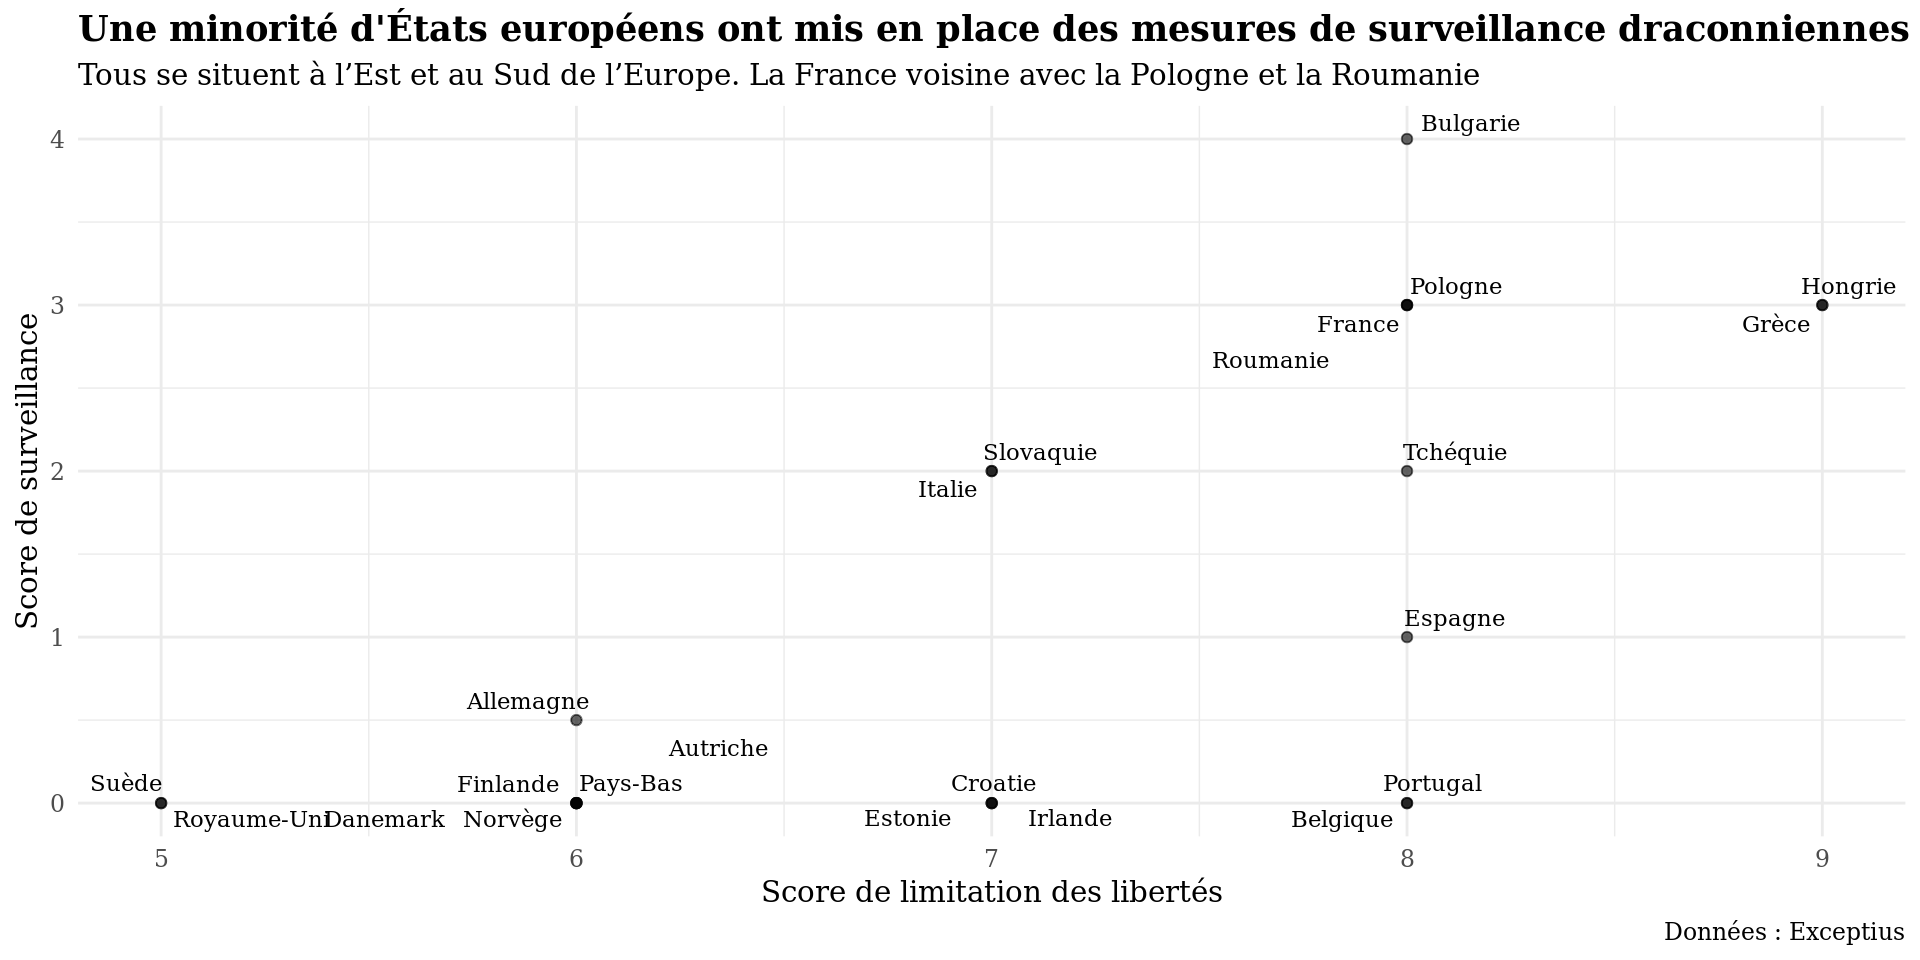 Une minorité d'États européens ont mis en place des mesures de surveillance draconniennes
Tous se situent à l’Est et au Sud de l’Europe. La France voisine avec la Pologne et la Roumanie
Score de surveillance
4
3
2
1
0
Bulgarie
Pologne
Hongrie
France
Grèce
Roumanie
Slovaquie
Tchéquie
Italie
Espagne
Allemagne
Autriche
Suède
Finlande
Pays-Bas
Croatie
Portugal
Royaume-Uni
Danemark
Norvège
Estonie
Irlande
Belgique
5
6
7
8
9
Score de limitation des libertés
Données : Exceptius